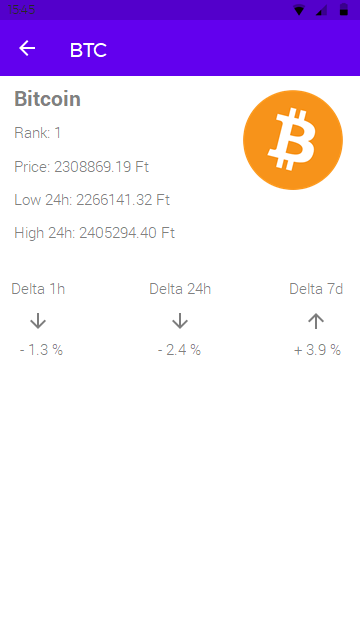 BTC
Bitcoin
Rank: 1
Price: 2308869.19 Ft
Low 24h: 2266141.32 Ft
High 24h: 2405294.40 Ft
Delta 1h Delta 24h Delta 7d
- 1.3 % - 2.4 % + 3.9 %